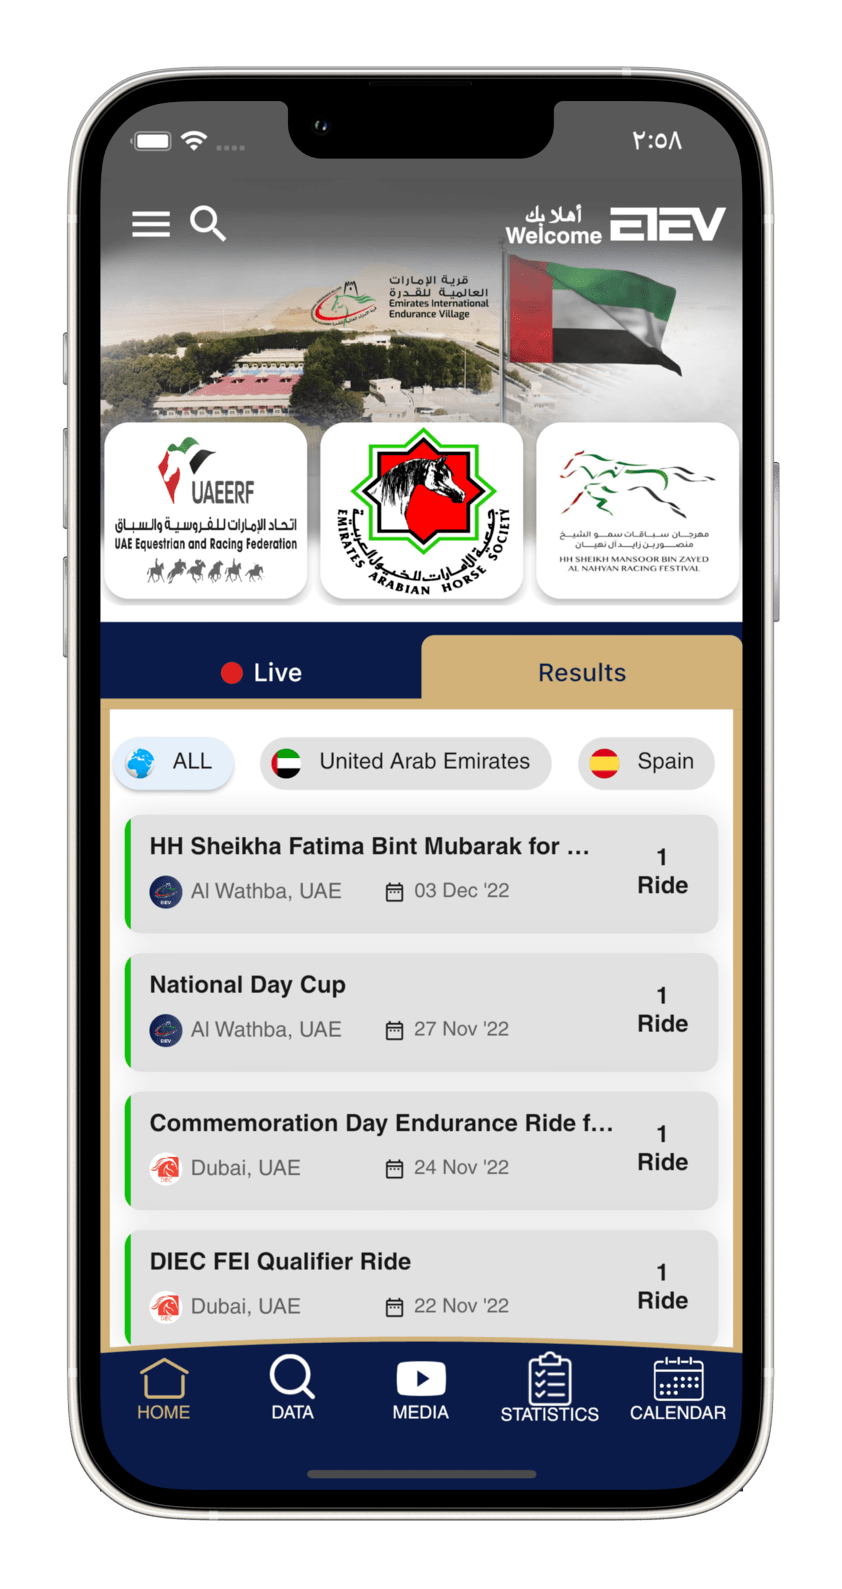 ٢:٥٨
أهلا بك
Welcome
EIEV
قرية الإمارات
العالمية للقدرة
Emirates International
Endurance Village
UAEERF
اتحاد الإمارات للفروسية والسباق
UAE Equestrian and Racing Federation
جمعية الإمارات للخيول العربية
EMIRATES ARABIAN HORSE SOCIETY
مهرجان سباقات سمو الشيخ
منصور بن زايد آل نهيان
HH SHEIKH MANSOOR BIN ZAYED
AL NAHYAN RACING FESTIVAL
Live
Results
ALL
United Arab Emirates
Spain
HH Sheikha Fatima Bint Mubarak for ...
1
Ride
EIEV
Al Wathba, UAE
03 Dec '22
National Day Cup
1
Ride
EIEV
Al Wathba, UAE
27 Nov '22
Commemoration Day Endurance Ride f...
1
Ride
DIEC
Dubai, UAE
24 Nov '22
DIEC FEI Qualifier Ride
1
Ride
DIEC
Dubai, UAE
22 Nov '22
HOME
DATA
MEDIA
STATISTICS
CALENDAR